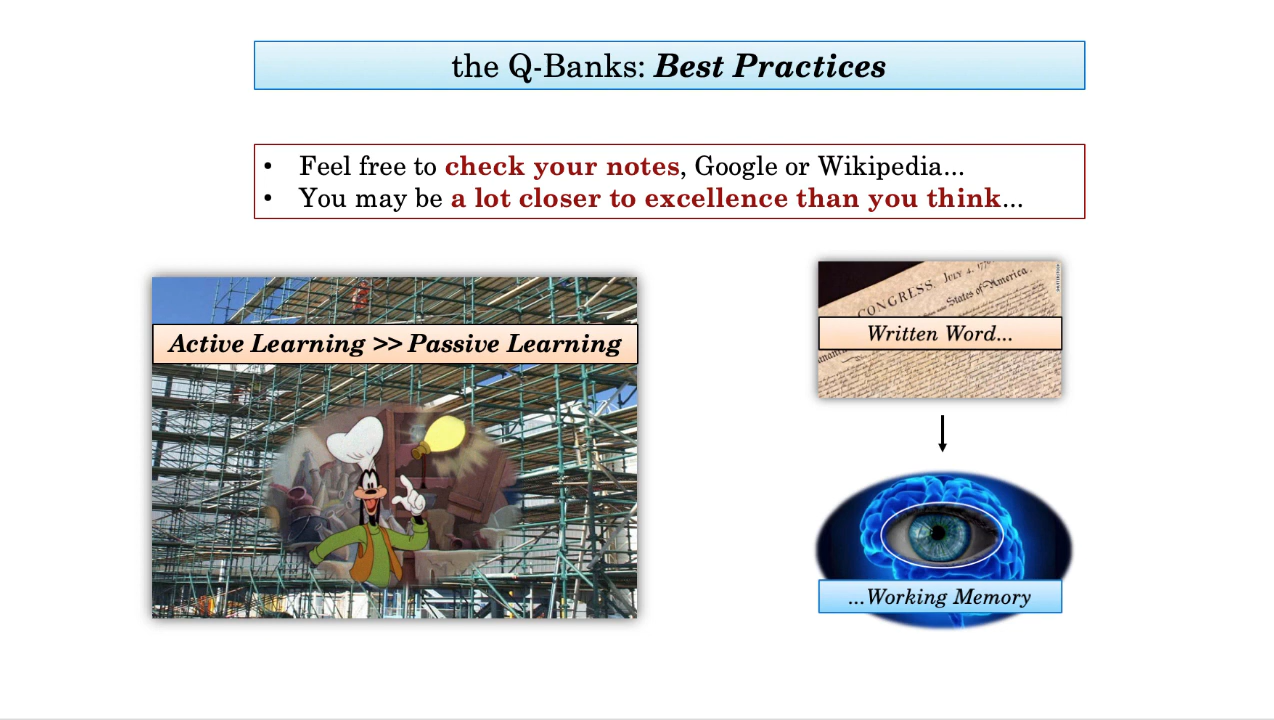 the Q-Banks: Best Practices
• Feel free to check your notes, Google or Wikipedia...
• You may be a lot closer to excellence than you think...
Active Learning >> Passive Learning
CONGRESS. JULY 4, 177
States of America.
Written Word...
...Working Memory